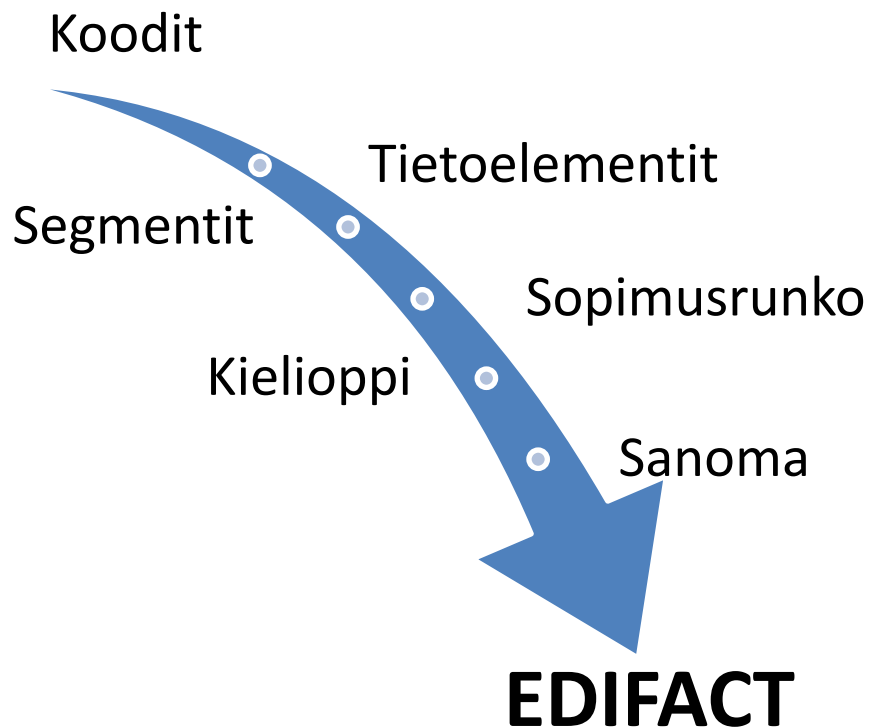 Koodit
Tietoelementit
Segmentit
Sopimusrunko
Kielioppi
Sanoma
EDIFACT